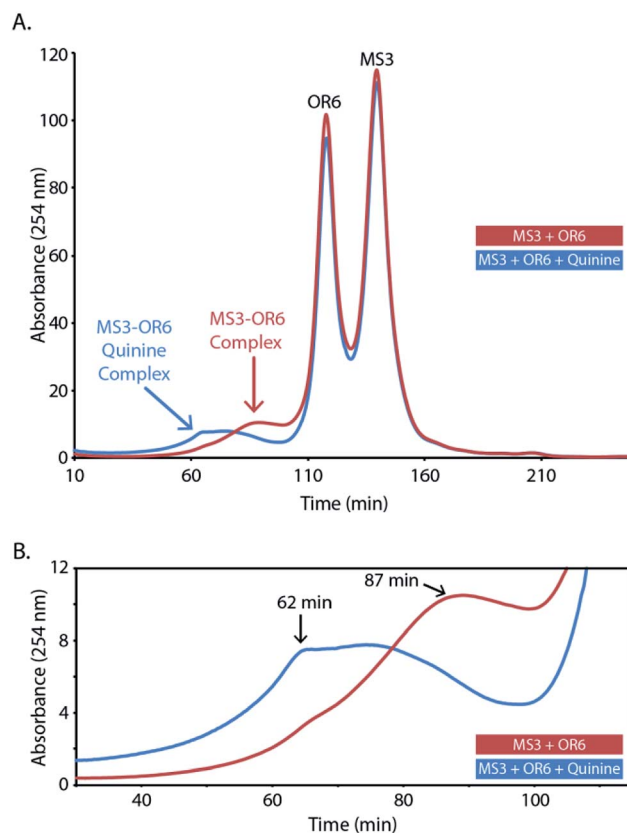 A.
120
100
80
60
40
20
0
Absorbance (254 nm)
OR6
MS3
MS3 + OR6
MS3 + OR6 + Quinine
MS3-OR6
Quinine
Complex
MS3-OR6
Complex
10
60
110
160
210
Time (min)
B.
12
8
4
0
Absorbance (254 nm)
62 min
87 min
MS3 + OR6
MS3 + OR6 + Quinine
40
60
80
100
Time (min)